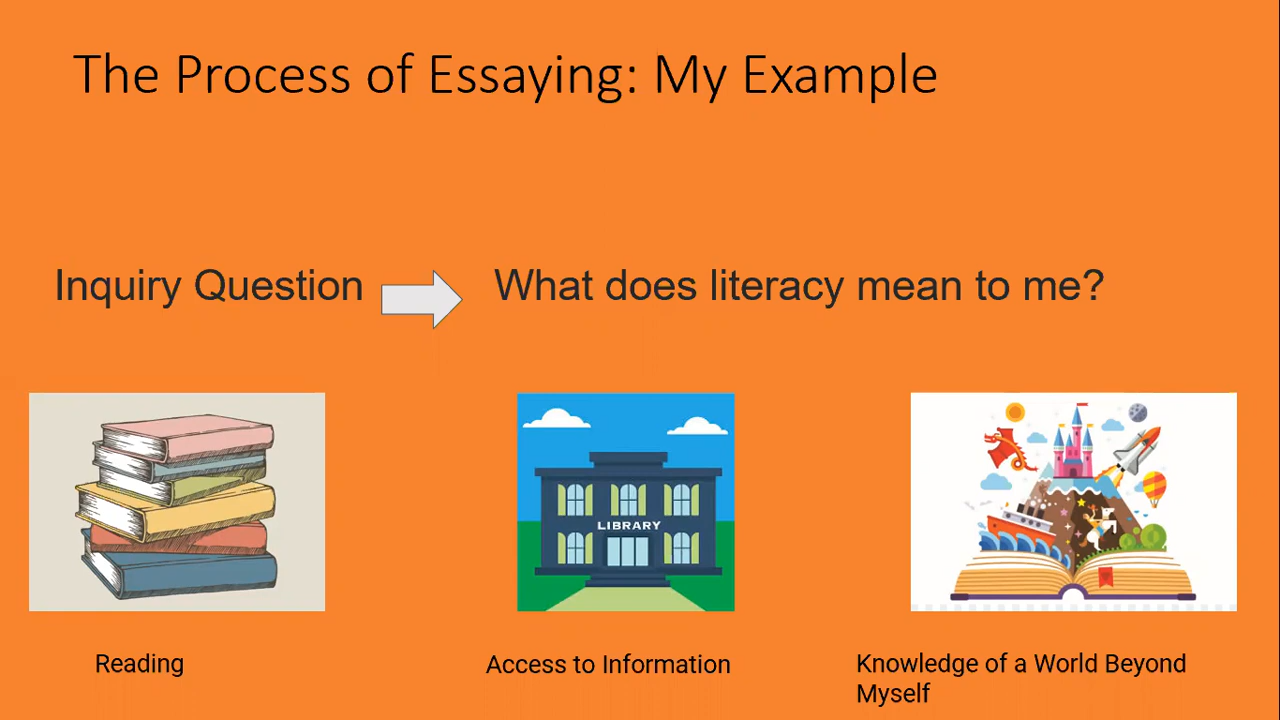 The Process of Essaying: My Example
Inquiry Question
What does literacy mean to me?
LIBRARY
Reading
Access to Information
Knowledge of a World Beyond
Myself